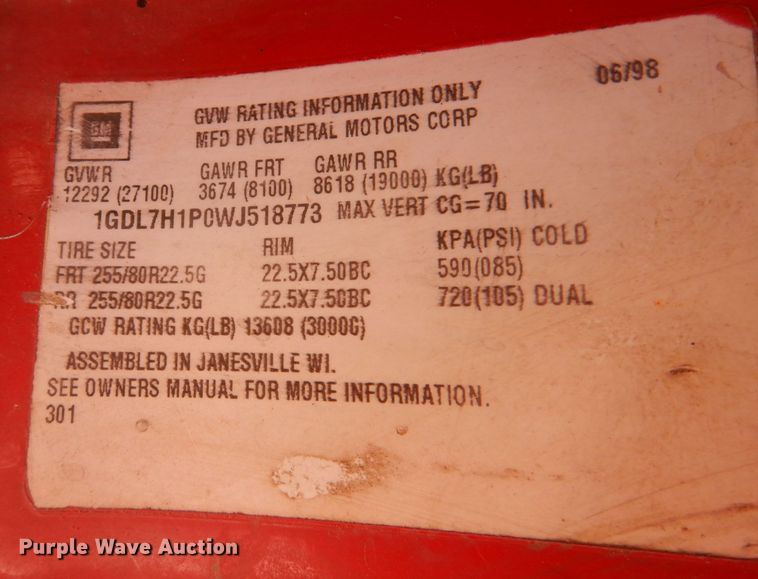 06/98
GM
GVW RATING INFORMATION ONLY
MFD BY GENERAL MOTORS CORP
GVWR GAWR FRT GAWR RR
12292 (27100) 3674 (8100) 8618 (19000) KG(LB)
1GDL7H1P0WJ518773 MAX VERT CG=70 IN.
TIRE SIZE RIM KPA(PSI) COLD
FRT 255/80R22.5G 22.5X7.50BC 590(085)
RR 255/80R22.5G 22.5X7.50BC 720(105) DUAL
GCW RATING KG(LB) 13608 (30000)
ASSEMBLED IN JANESVILLE WI.
SEE OWNERS MANUAL FOR MORE INFORMATION.
301
Purple Wave Auction